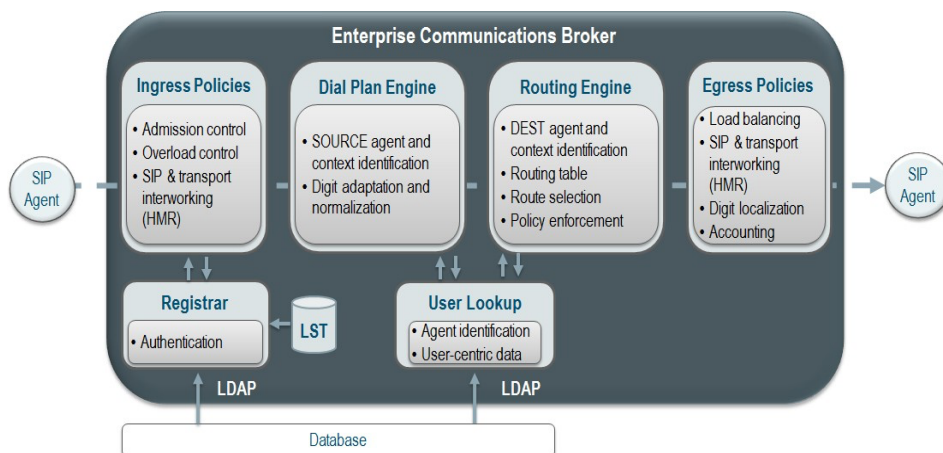 Enterprise Communications Broker
Ingress Policies
• Admission control
• Overload control
• SIP & transport
interworking
(HMR)
Dial Plan Engine
• SOURCE agent and
context identification
• Digit adaptation and
normalization
Routing Engine
• DEST agent and
context identification
• Routing table
• Route selection
• Policy enforcement
Egress Policies
• Load balancing
• SIP & transport
interworking
(HMR)
• Digit localization
• Accounting
SIP
Agent
SIP
Agent
Registrar
• Authentication
LST
User Lookup
• Agent identification
• User-centric data
LDAP
LDAP
Database